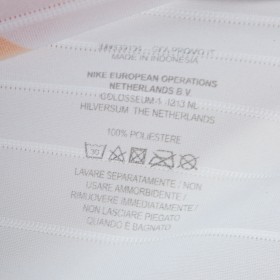 MADE IN INDONESIA
NIKE EUROPEAN OPERATIONS
NETHERLANDS B.V.
COLOSSEUM 1 1213 NL
HILVERSUM THE NETHERLANDS
100% POLIESTERE
LAVARE SEPARATAMENTE / NON
USARE AMMORBIDENTE /
RIMUOVERE IMMEDIATAMENTE /
NON LASCIARE PIEGATO
QUANDO È BAGNATO